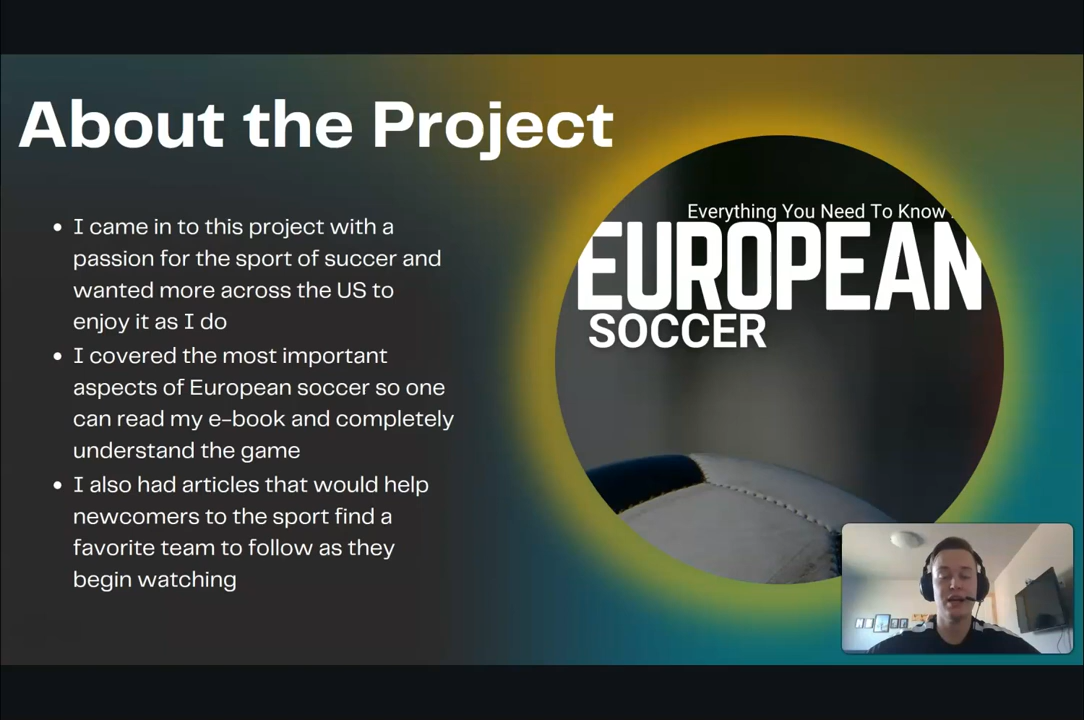 About the Project
• I came in to this project with a
passion for the sport of succer and
wanted more across the US to
enjoy it as I do
• I covered the most important
aspects of European soccer so one
can read my e-book and completely
understand the game
• I also had articles that would help
newcomers to the sport find a
favorite team to follow as they
begin watching
Everything You Need To Know
EUROPEAN
SOCCER